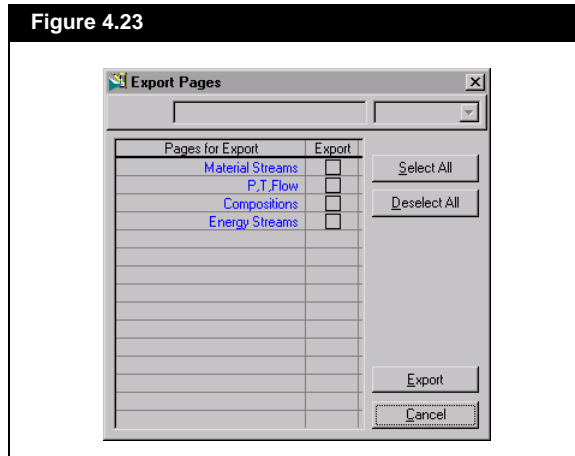 Figure 4.23
Export Pages
Pages for Export Export
Material Streams
Select All
P,T,Flow
Compositions
Deselect All
Energy Streams
Export
Cancel